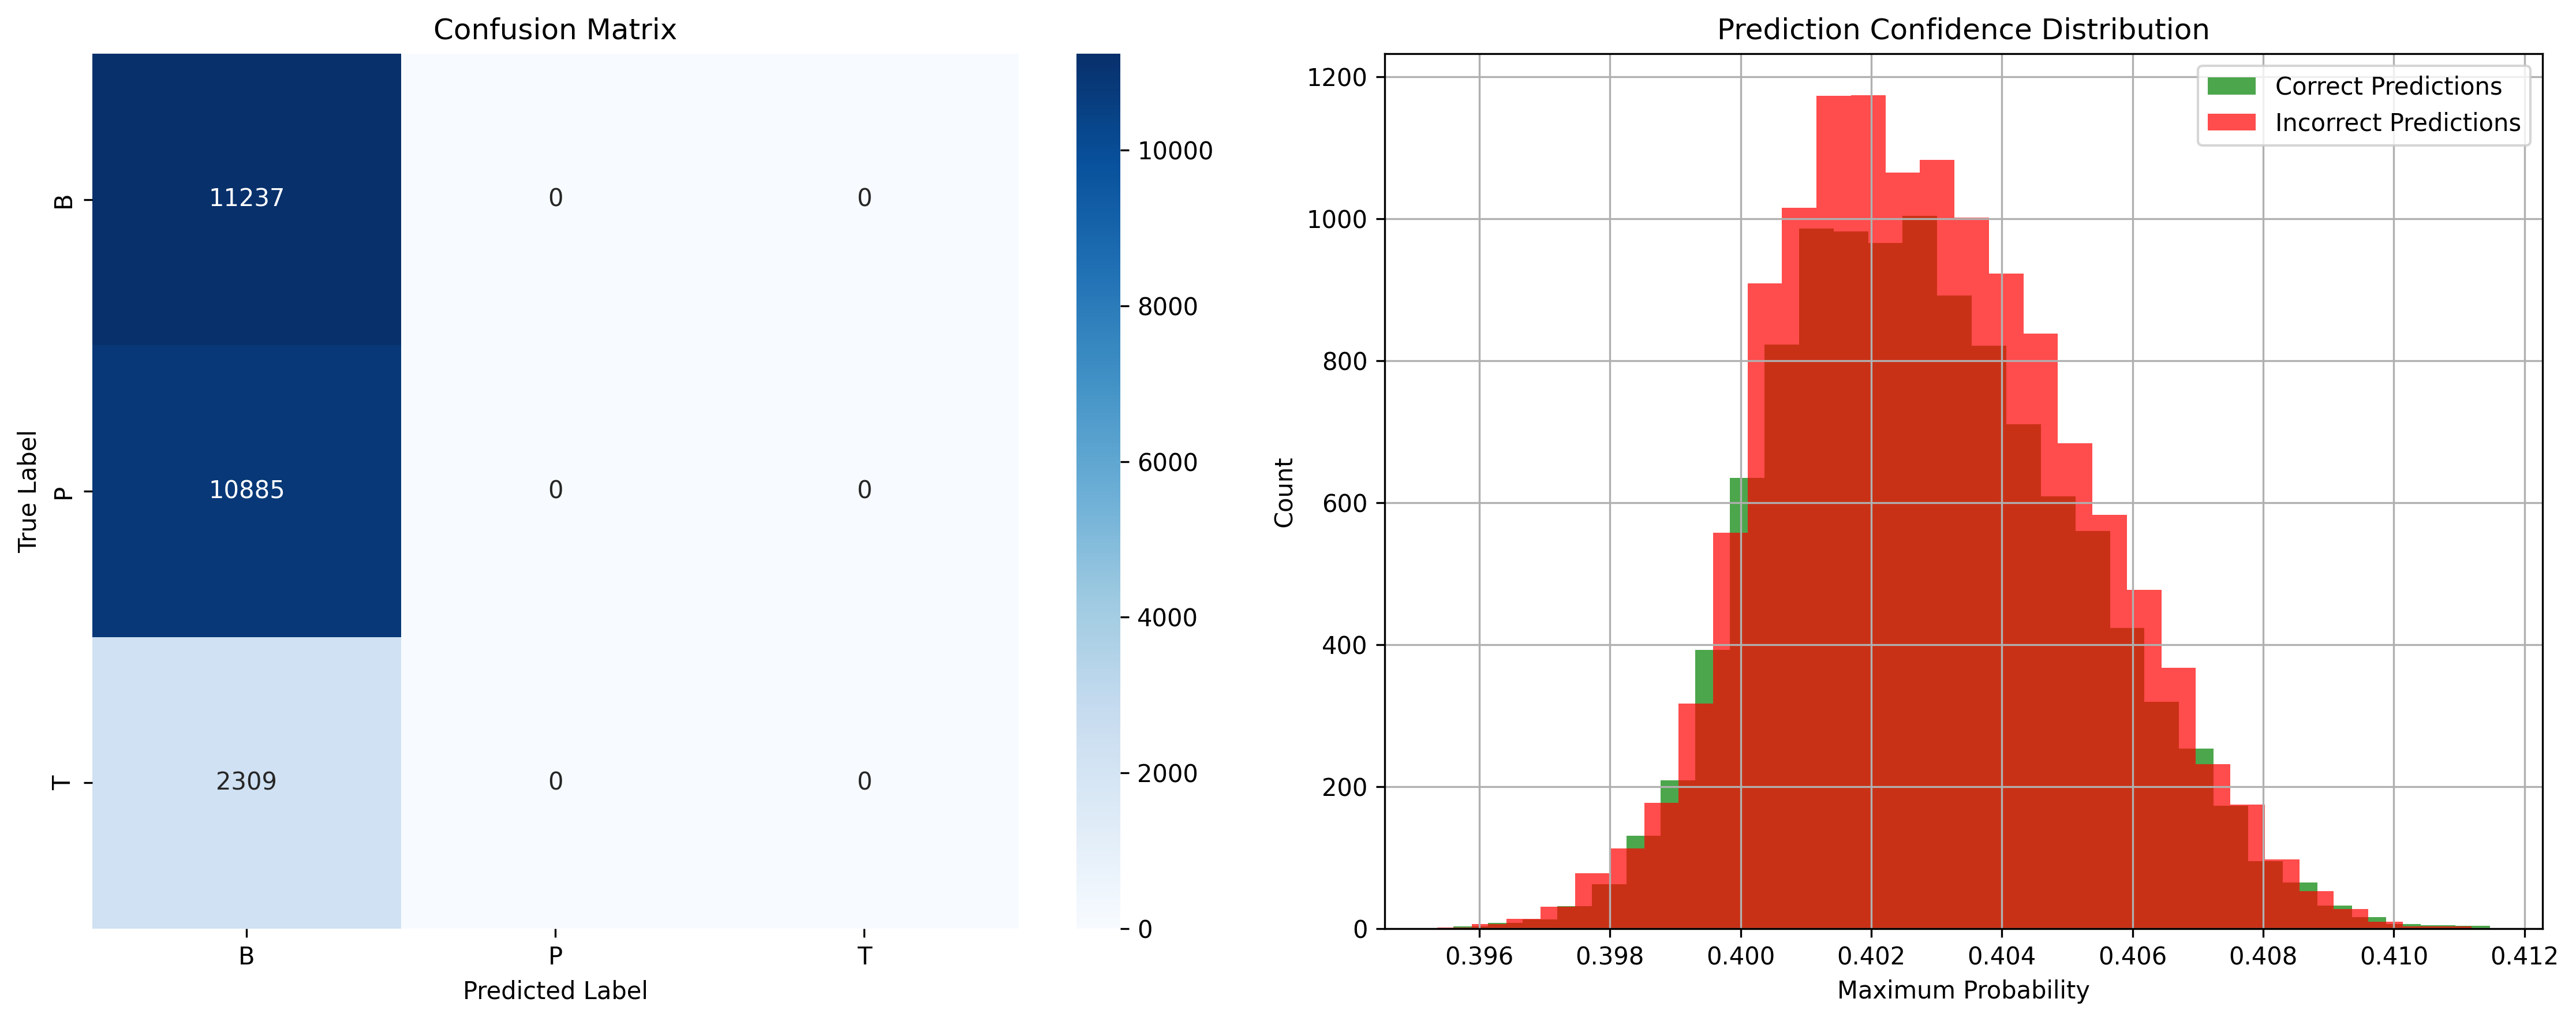 Confusion Matrix
True Label
B
P
T
11237 0 0
10885 0 0
2309 0 0
B P T
Predicted Label
10000
8000
6000
4000
2000
0
Prediction Confidence Distribution
Correct Predictions
Incorrect Predictions
Count
1200
1000
800
600
400
200
0
0.396 0.398 0.400 0.402 0.404 0.406 0.408 0.410 0.412
Maximum Probability